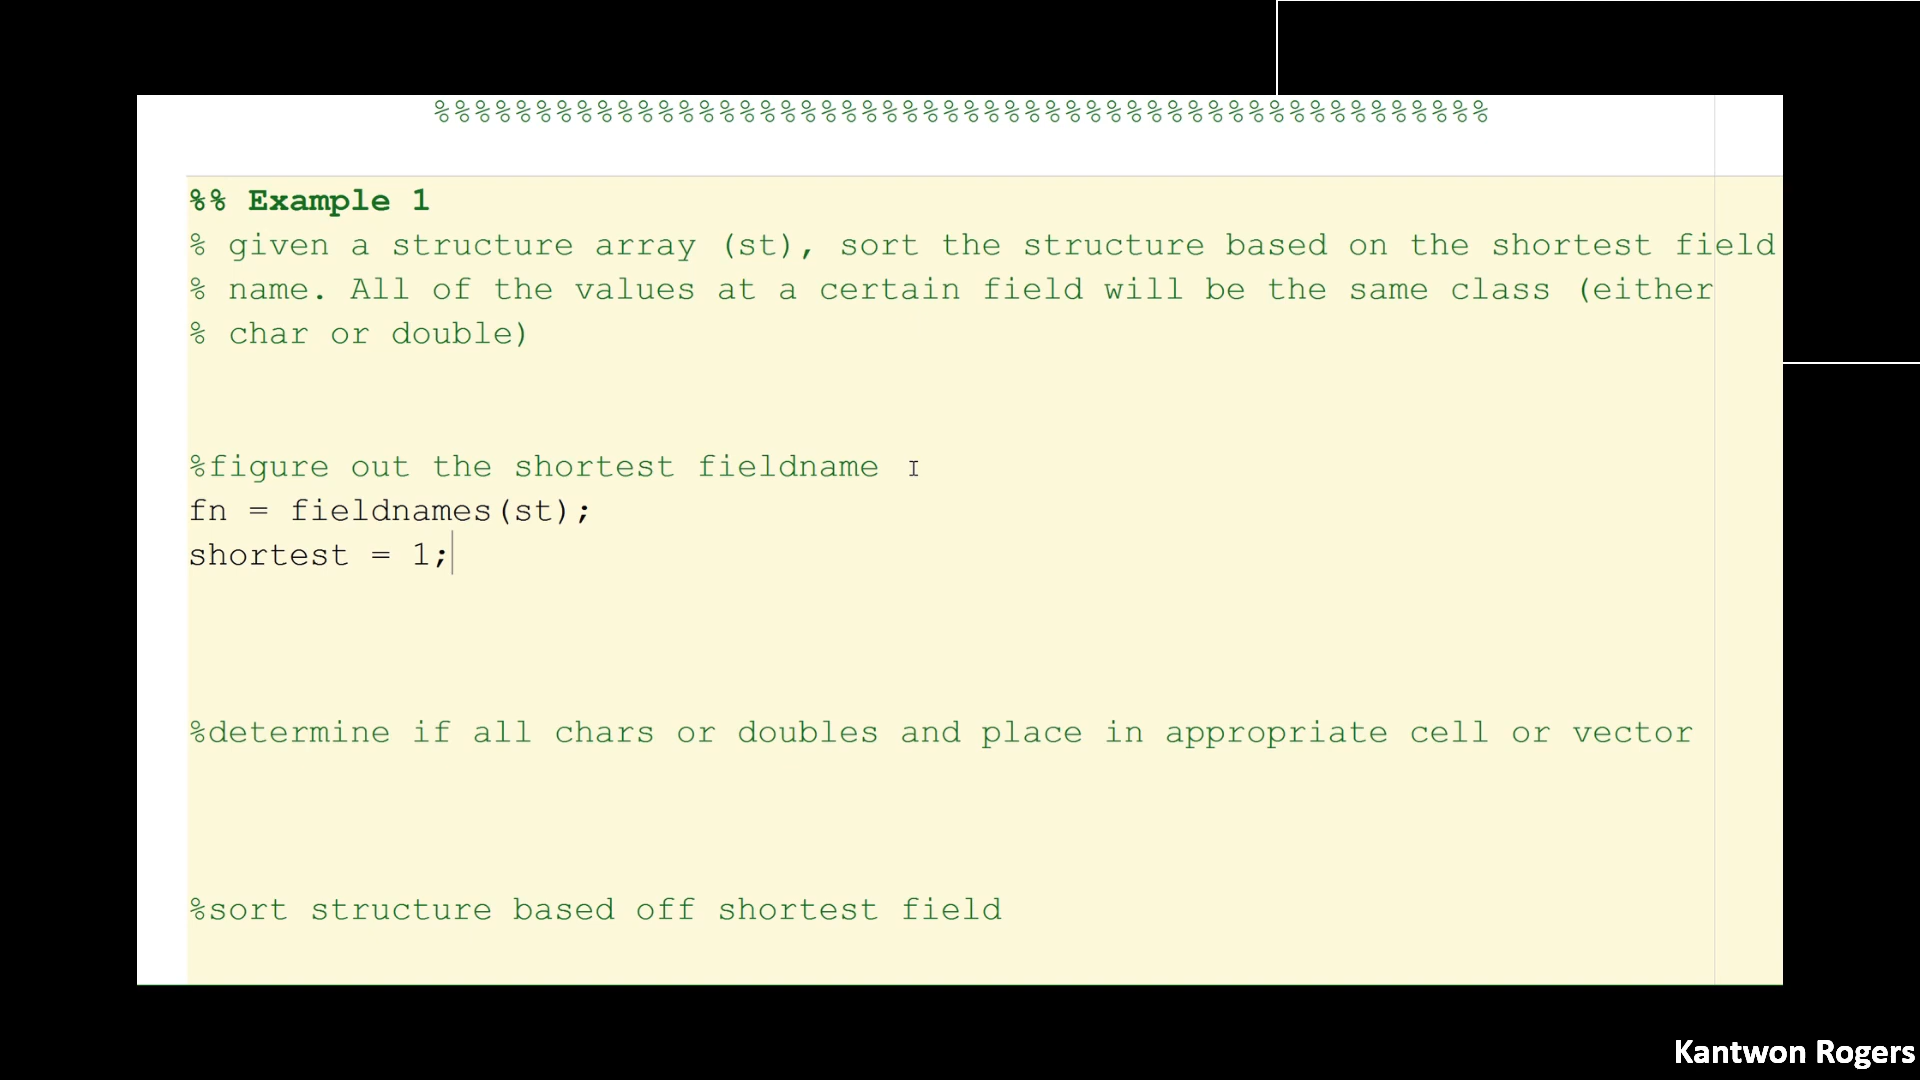 %%%%%%%%%%%%%%%%%%%%%%%%%%%%%%%%%%%%%%%%%%%%%%%%%%%%
%% Example 1
% given a structure array (st), sort the structure based on the shortest field
% name. All of the values at a certain field will be the same class (either
% char or double)
%figure out the shortest fieldname
fn = fieldnames(st);
shortest = 1;
%determine if all chars or doubles and place in appropriate cell or vector
%sort structure based off shortest field
Kantwon Rogers